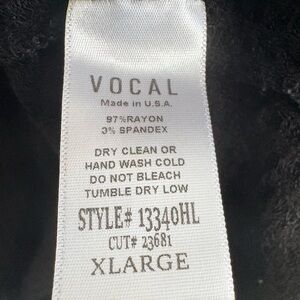 VOCAL
Made in U.S.A.
97%RAYON
3% SPANDEX
DRY CLEAN OR
HAND WASH COLD
DO NOT BLEACH
TUMBLE DRY LOW
STYLE# 13340HL
CUT# 23681
XLARGE